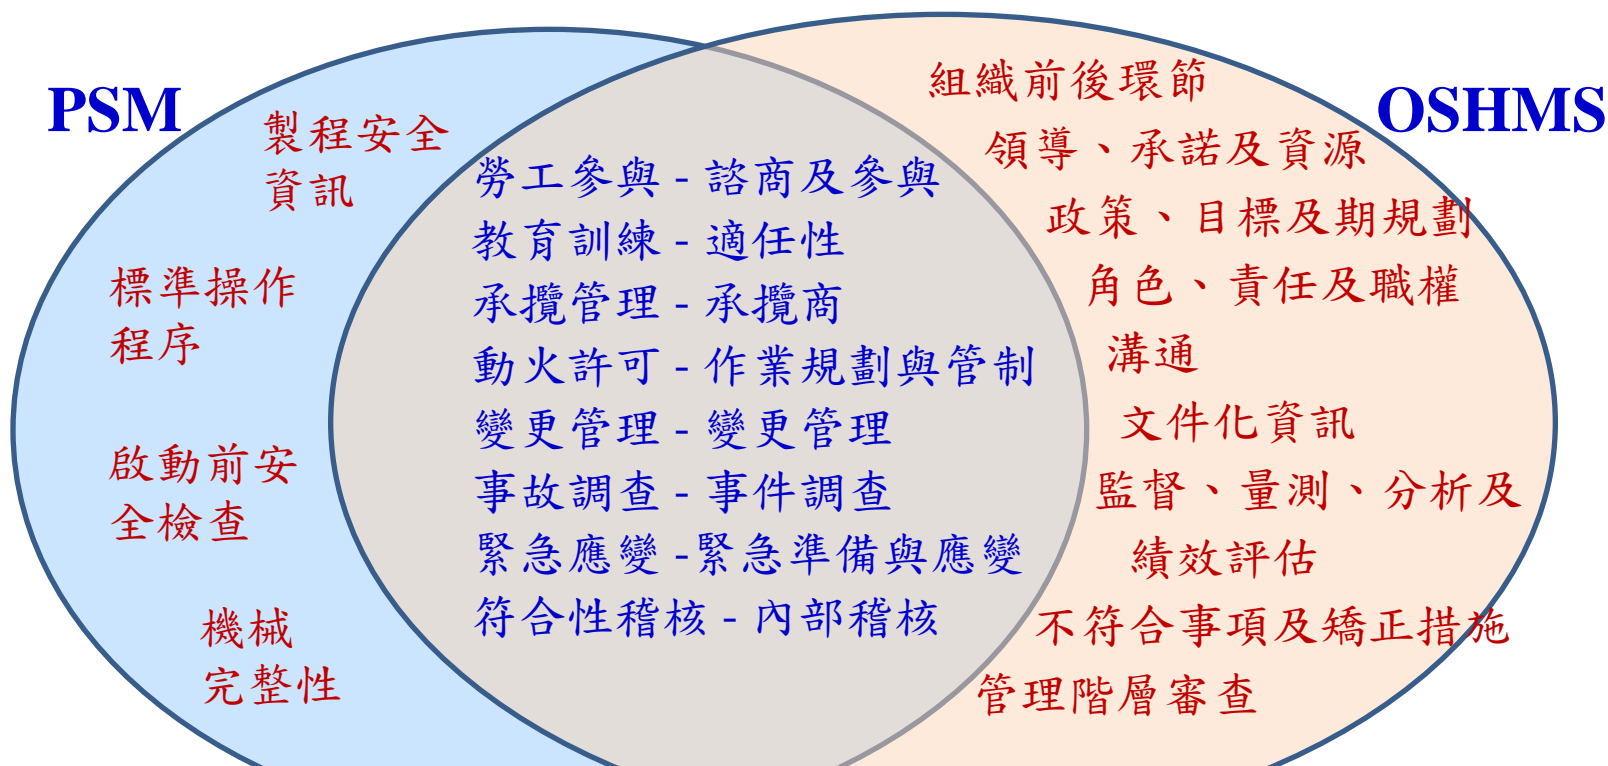 PSM
製程安全
資訊
標準操作
程序
啟動前安
全檢查
機械
完整性
勞工參與 - 諮商及參與
教育訓練 - 適任性
承攬管理 - 承攬商
動火許可 - 作業規劃與管制
變更管理 - 變更管理
事故調查 - 事件調查
緊急應變 -緊急準備與應變
符合性稽核 - 內部稽核
OSHMS
組織前後環節
領導、承諾及資源
政策、目標及期規劃
角色、責任及職權
溝通
文件化資訊
監督、量測、分析及
績效評估
不符合事項及矯正措施
管理階層審查